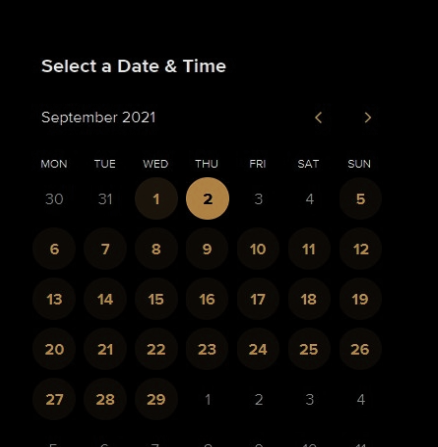 Select a Date & Time
September 2021
MON TUE WED THU FRI SAT SUN
30 31 1 2 3 4 5
6 7 8 9 10 11 12
13 14 15 16 17 18 19
20 21 22 23 24 25 26
27 28 29 1 2 3 4